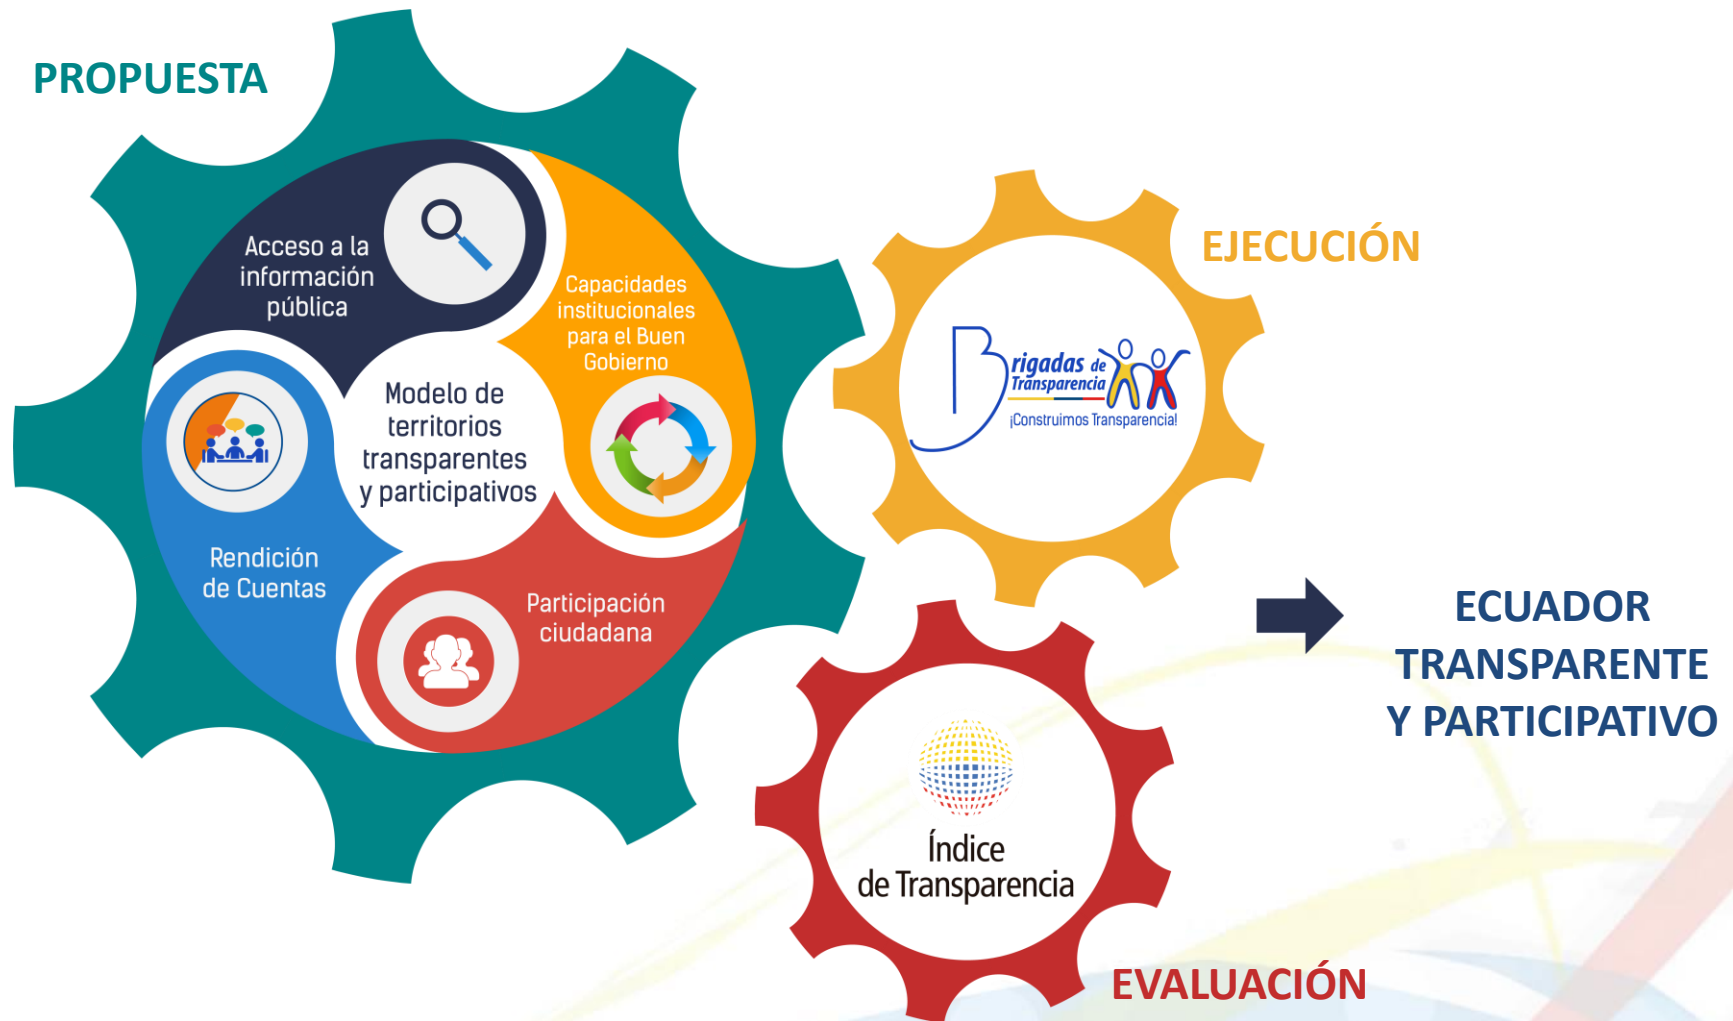 PROPUESTA
Acceso a la
información
pública
Capacidades
institucionales
para el Buen
Gobierno
Modelo de
territorios
transparentes
y participativos
Rendición
de Cuentas
Participación
ciudadana
EJECUCIÓN
Brigadas de
Transparencia
¡Construimos Transparencia!
Índice
de Transparencia
EVALUACIÓN
ECUADOR
TRANSPARENTE
Y PARTICIPATIVO